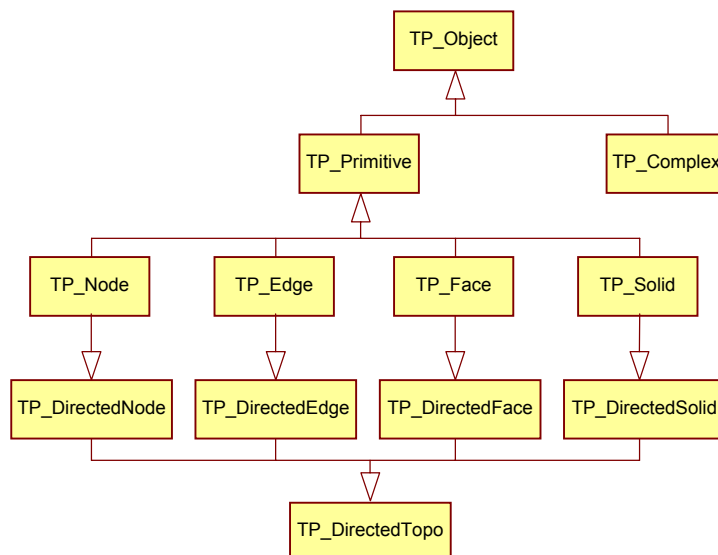 TP_Object
TP_Primitive
TP_Complex
TP_Node
TP_Edge
TP_Face
TP_Solid
TP_DirectedNode
TP_DirectedEdge
TP_DirectedFace
TP_DirectedSolid
TP_DirectedTopo